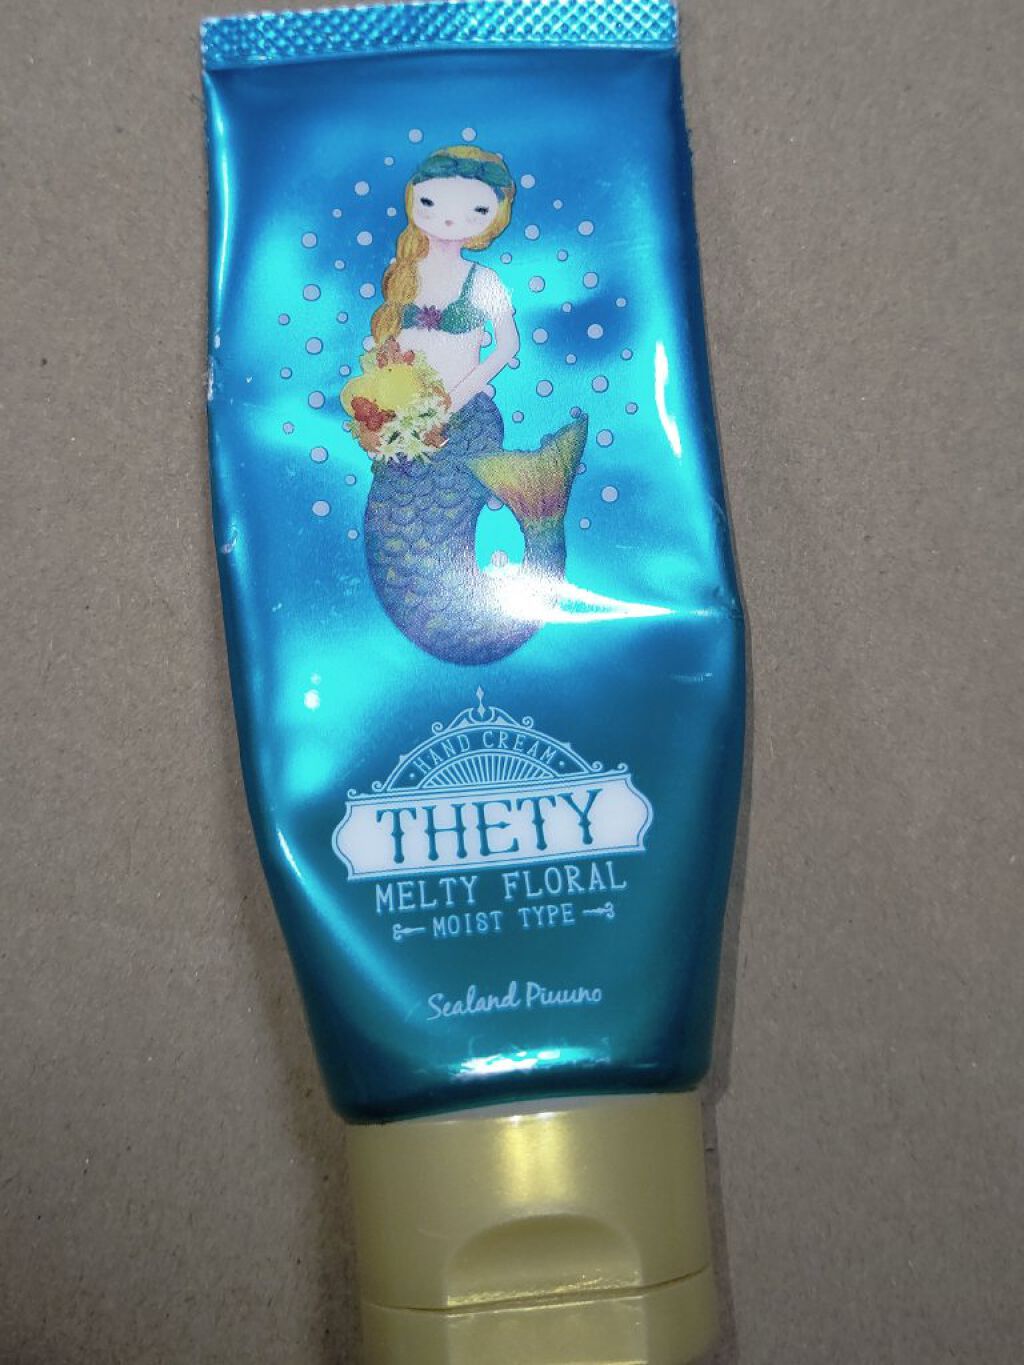 HAND CREAM
THETY
MELTY FLORAL
MOIST TYPE
Sealand Piuuno